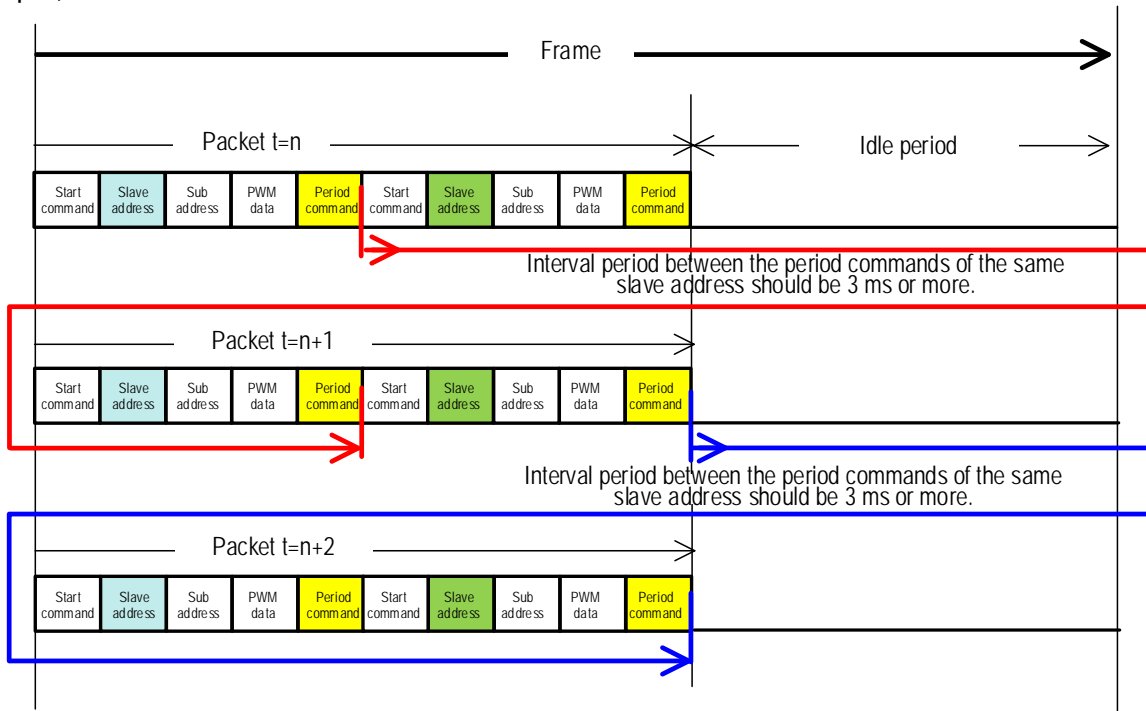 Frame
Packet t=n
Idle period
Start Slave Sub PWM Period Start Slave Sub PWM Period
command address address data command command address address data command
Interval period between the period commands of the same
slave address should be 3 ms or more.
Packet t=n+1
Start Slave Sub PWM Period Start Slave Sub PWM Period
command address address data command command address address data command
Interval period between the period commands of the same
slave address should be 3 ms or more.
Packet t=n+2
Start Slave Sub PWM Period Start Slave Sub PWM Period
command address address data command command address address data command